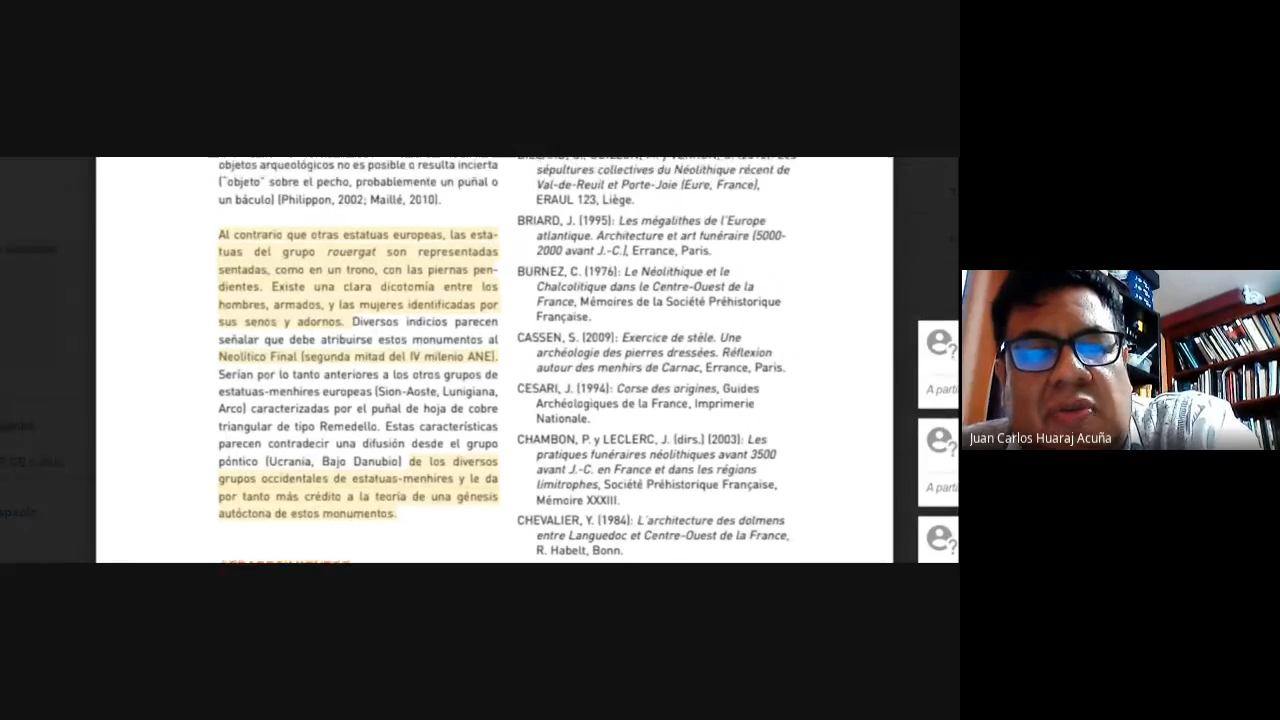 objetos arqueológicos no es posible o resulta incierta
("objeto" sobre el pecho, probablemente un puñal o
un báculo) (Philippon, 2002; Maillé, 2010).
Al contrario que otras estatuas europeas, las esta-
tuas del grupo rouergat son representadas
sentadas, como en un trono, con las piernas pen-
dientes. Existe una clara dicotomía entre los
hombres, armados, y las mujeres identificadas por
sus senos y adornos. Diversos indicios parecen
señalar que debe atribuirse estos monumentos al
Neolítico Final (segunda mitad del IV milenio ANE).
Serían por lo tanto anteriores a los otros grupos de
estatuas-menhires europeas (Sion-Aoste, Lunigiana,
Arco) caracterizadas por el puñal de hoja de cobre
triangular de tipo Remedello. Estas características
parecen contradecir una difusión desde el grupo
póntico (Ucrania, Bajo Danubio) de los diversos
grupos occidentales de estatuas-menhires y le da
por tanto más crédito a la teoría de una génesis
autóctona de estos monumentos.
sépultures collectives du Néolithique récent de
Val-de-Reuil et Porte-Joie (Eure, France),
ERAUL 123, Liège.
BRIARD, J. (1995): Les mégalithes de l'Europe
atlantique. Architecture et art funéraire (5000-
2000 avant J.-C.), Errance, Paris.
BURNEZ, C. (1976): Le Néolithique et le
Chalcolitique dans le Centre-Ouest de la
France, Mémoires de la Société Préhistorique
Française.
CASSEN, S. (2009): Exercice de stèle. Une
archéologie des pierres dressées. Réflexion
autour des menhirs de Carnac, Errance, Paris.
CESARI, J. (1994): Corse des origines, Guides
Archéologiques de la France, Imprimerie
Nationale.
CHAMBON, P. y LECLERC, J. (dirs.) (2003): Les
pratiques funéraires néolithiques avant 3500
avant J.-C. en France et dans les régions
limitrophes, Société Préhistorique Française,
Mémoire XXXIII.
CHEVALIER, Y. (1984): L'architecture des dolmens
entre Languedoc et Centre-Ouest de la France,
R. Habelt, Bonn.
A parti
A parti
Juan Carlos Huaraj Acuña